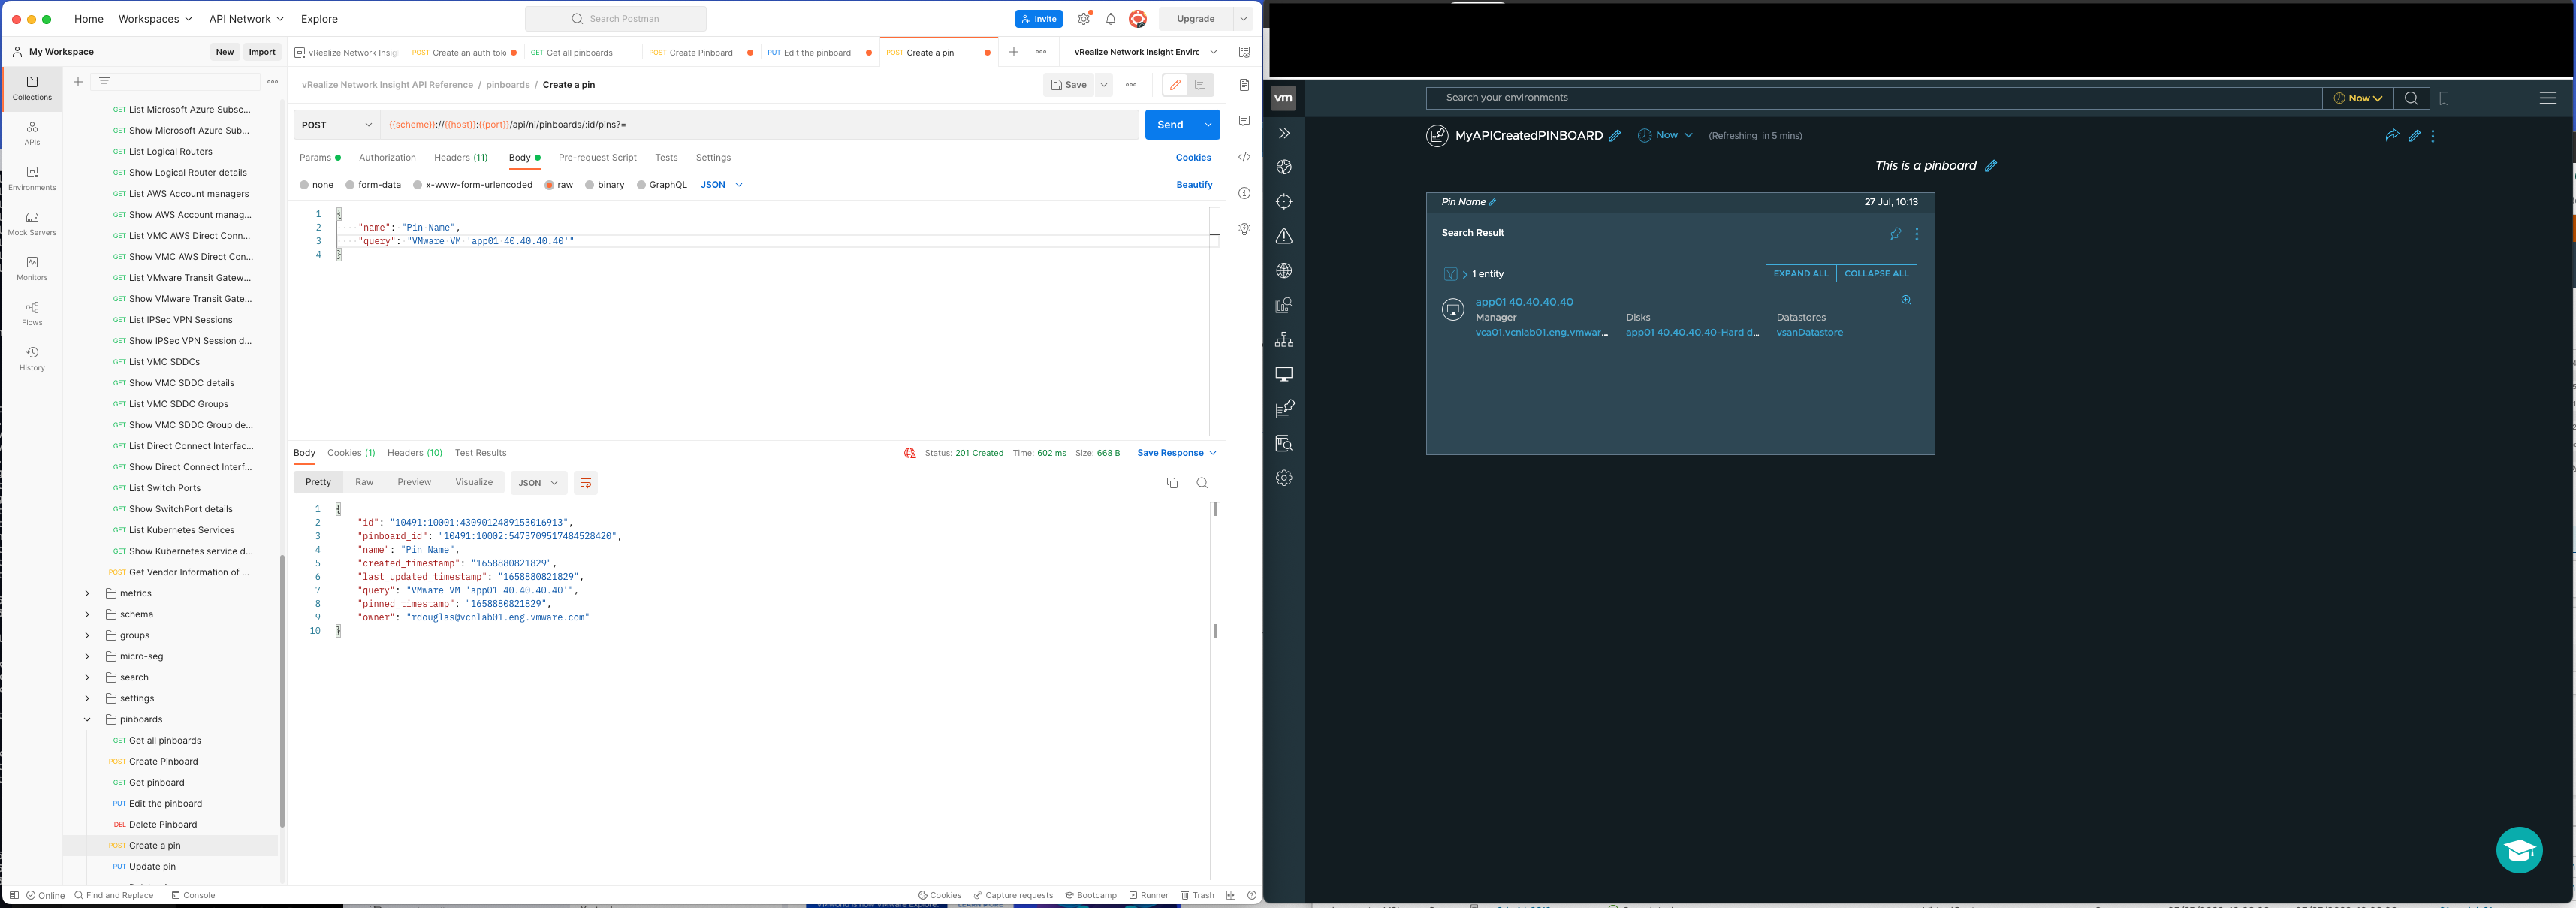 Home Workspaces API Network Explore
Search Postman
Invite
Upgrade
My Workspace New Import
vRealize Network Insig
POST Create an auth tok
GET Get all pinboards
POST Create Pinboard
PUT Edit the pinboard
POST Create a pin
vRealize Network Insight Enviro
Collections
APIs
Environments
Mock Servers
Monitors
Flows
History
GET List Microsoft Azure Subsc...
GET Show Microsoft Azure Sub...
GET List Logical Routers
GET Show Logical Router details
GET List AWS Account managers
GET Show AWS Account manag...
GET List VMC AWS Direct Conn...
GET Show VMC AWS Direct Con...
GET List VMware Transit Gatew...
GET Show VMware Transit Gate...
GET List IPSec VPN Sessions
GET Show IPSec VPN Session d...
GET List VMC SDDCs
GET Show VMC SDDC details
GET List VMC SDDC Groups
GET Show VMC SDDC Group de...
GET List Direct Connect Interfac...
GET Show Direct Connect Interf...
GET List Switch Ports
GET Show SwitchPort details
GET List Kubernetes Services
GET Show Kubernetes service d...
POST Get Vendor Information of ...
metrics
schema
groups
micro-seg
search
settings
pinboards
GET Get all pinboards
POST Create Pinboard
GET Get pinboard
PUT Edit the pinboard
DEL Delete Pinboard
POST Create a pin
PUT Update pin
vRealize Network Insight API Reference / pinboards / Create a pin
Save
POST {{scheme}}://{{host}}:{{port}}/api/ni/pinboards/:id/pins?=
Send
Params Authorization Headers (11) Body Pre-request Script Tests Settings
Cookies
none form-data x-www-form-urlencoded raw binary GraphQL JSON
Beautify
1 {
2 "name": "Pin Name",
3 "query": "VMware VM 'app01 40.40.40.40'"
4 }
Body Cookies (1) Headers (10) Test Results
Status: 201 Created Time: 602 ms Size: 668 B
Save Response
Pretty Raw Preview Visualize JSON
1 {
2 "id": "10491:10001:4309012489153016913",
3 "pinboard_id": "10491:10002:5473709517484528420",
4 "name": "Pin Name",
5 "created_timestamp": "1658880821829",
6 "last_updated_timestamp": "1658880821829",
7 "query": "VMware VM 'app01 40.40.40.40'",
8 "pinned_timestamp": "1658880821829",
9 "owner": "rdouglas@vcnlab01.eng.vmware.com"
10 }
Online Find and Replace Console
Cookies Capture requests Bootcamp Runner Trash
vm
Search your environments
Now
MyAPICreatedPINBOARD Now (Refreshing in 5 mins)
This is a pinboard
Pin Name 27 Jul, 10:13
Search Result
1 entity EXPAND ALL COLLAPSE ALL
app01 40.40.40.40
Manager Disks Datastores
vca01.vcnlab01.eng.vmwar... app01 40.40.40.40-Hard d... vsanDatastore